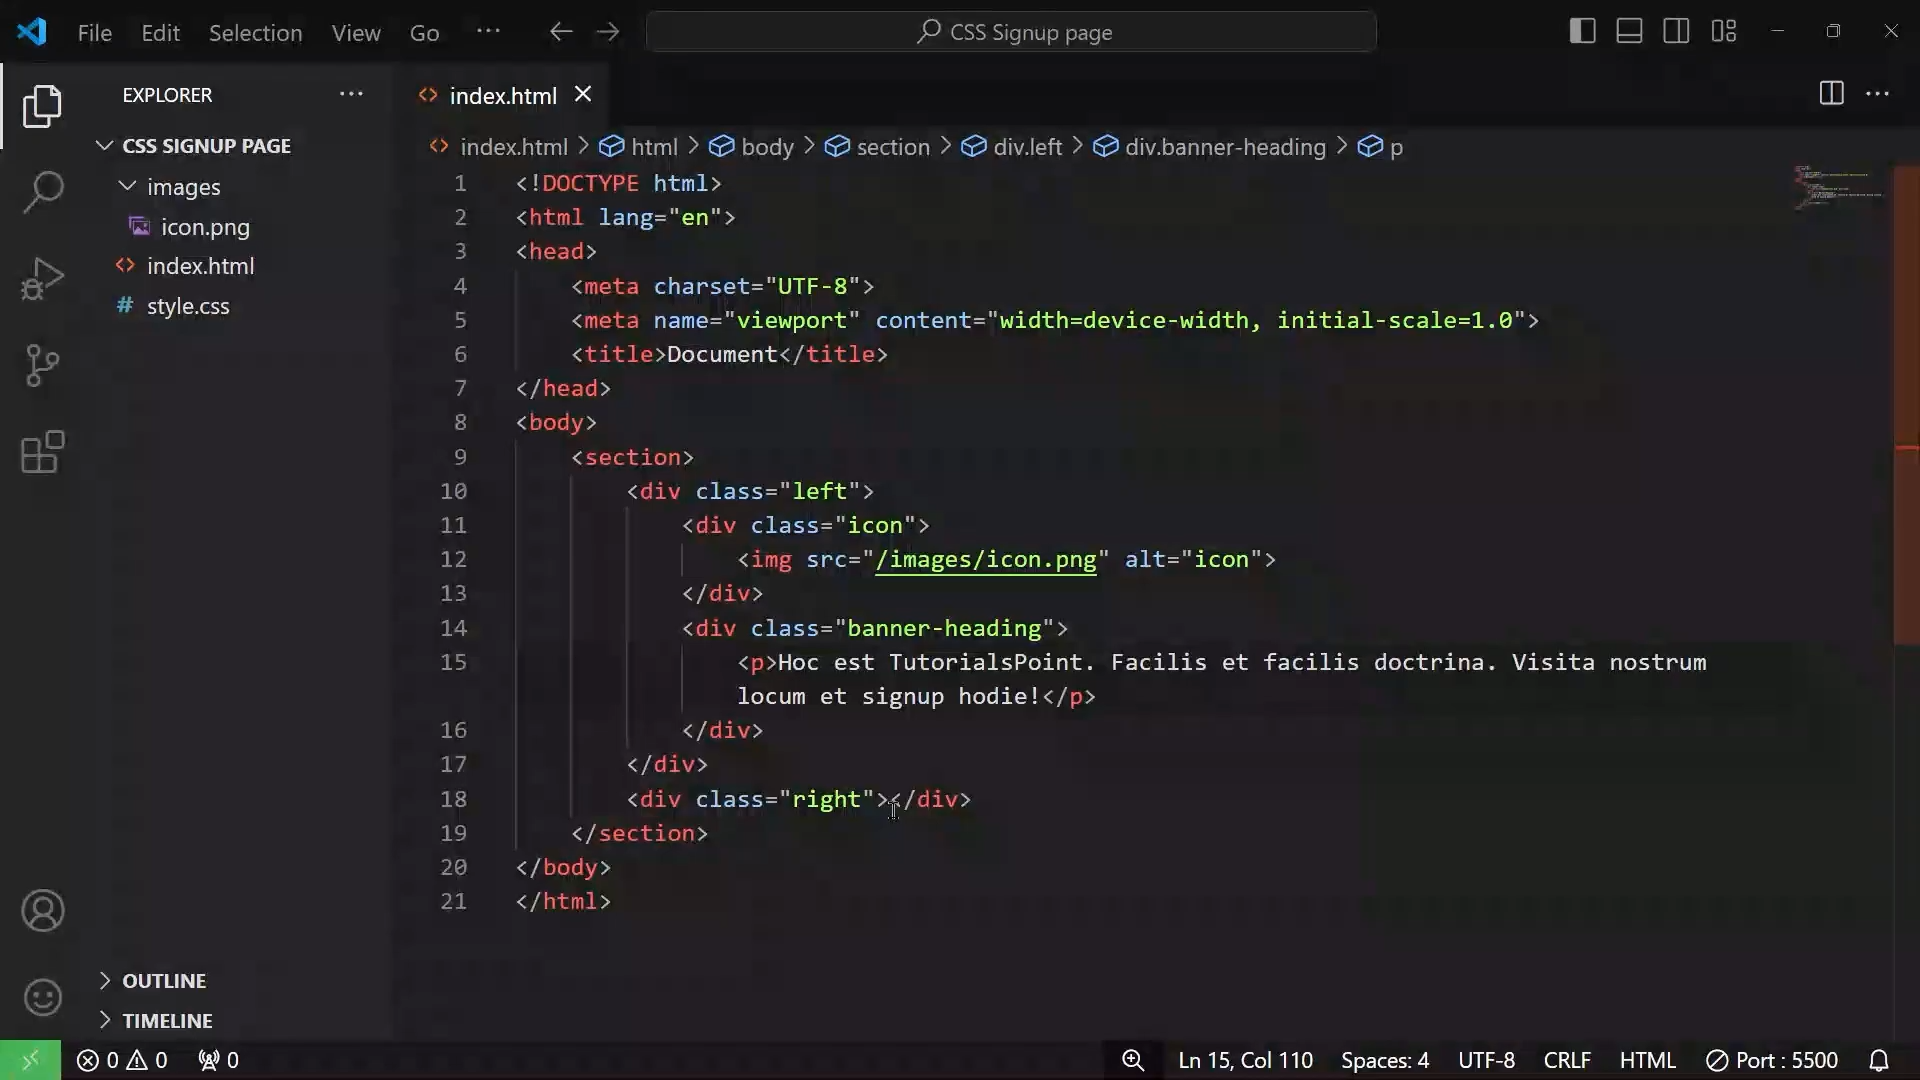 File Edit Selection View Go ··· CSS Signup page
EXPLORER ···
CSS SIGNUP PAGE
images
icon.png
index.html
style.css
OUTLINE
TIMELINE
index.html
index.html > html > body > section > div.left > div.banner-heading > p
1 <!DOCTYPE html>
2 <html lang="en">
3 <head>
4 <meta charset="UTF-8">
5 <meta name="viewport" content="width=device-width, initial-scale=1.0">
6 <title>Document</title>
7 </head>
8 <body>
9 <section>
10 <div class="left">
11 <div class="icon">
12 <img src="/images/icon.png" alt="icon">
13 </div>
14 <div class="banner-heading">
15 <p>Hoc est TutorialsPoint. Facilis et facilis doctrina. Visita nostrum
locum et signup hodie!</p>
16 </div>
17 </div>
18 <div class="right"></div>
19 </section>
20 </body>
21 </html>
0 0 0 Ln 15, Col 110 Spaces: 4 UTF-8 CRLF HTML Port : 5500